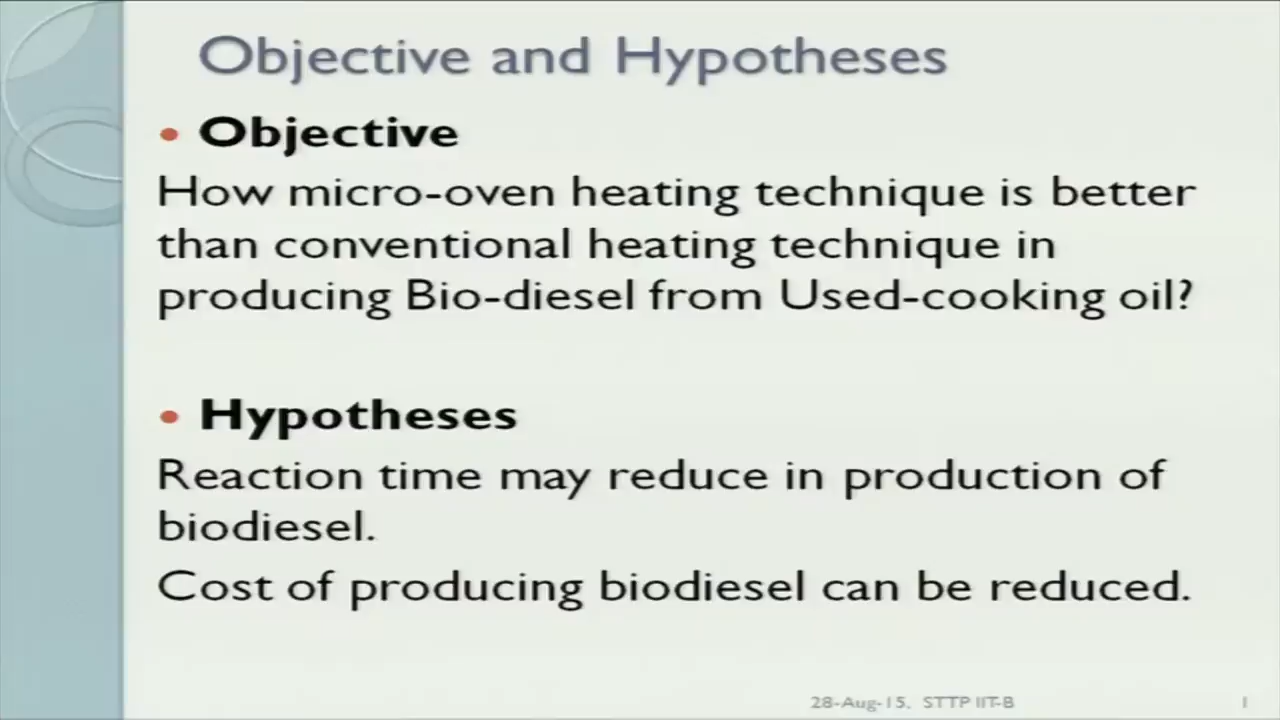 Objective and Hypotheses
• Objective
How micro-oven heating technique is better
than conventional heating technique in
producing Bio-diesel from Used-cooking oil?
• Hypotheses
Reaction time may reduce in production of
biodiesel.
Cost of producing biodiesel can be reduced.
28-Aug-15, STTP IIT-B 1